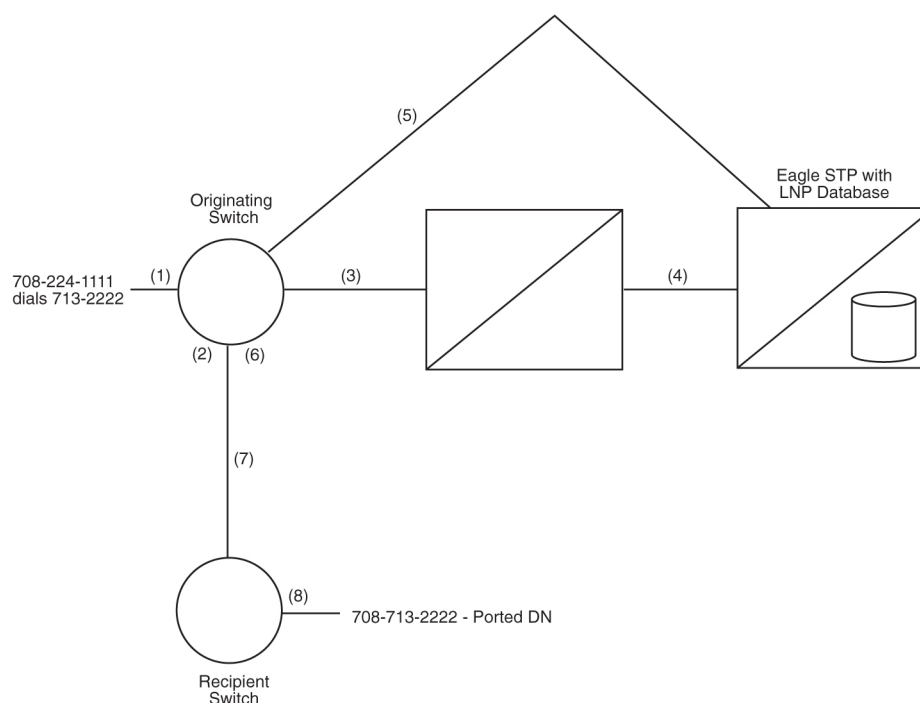 (5)
Eagle STP with
LNP Database
Originating
Switch
708-224-1111
dials 713-2222
(1)
(3)
(4)
(2)
(6)
(7)
(8)
708-713-2222 - Ported DN
Recipient
Switch